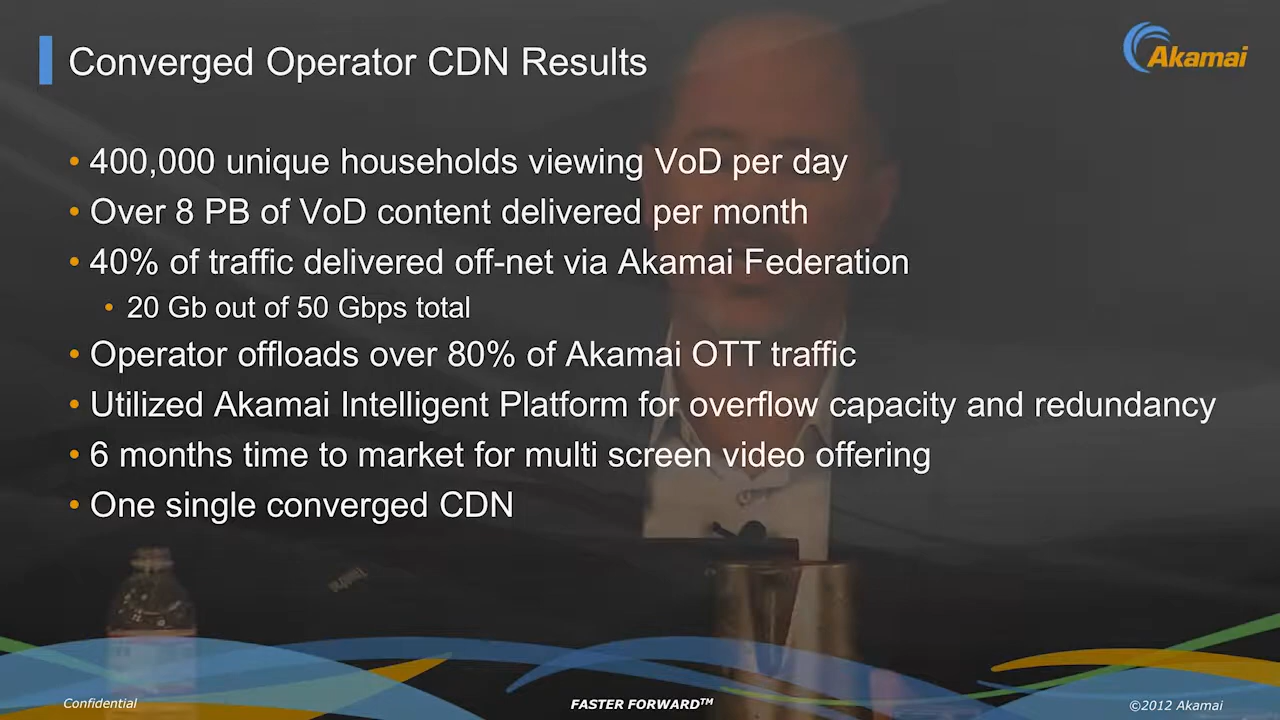 Converged Operator CDN Results
Akamai
• 400,000 unique households viewing VoD per day
• Over 8 PB of VoD content delivered per month
• 40% of traffic delivered off-net via Akamai Federation
• 20 Gb out of 50 Gbps total
• Operator offloads over 80% of Akamai OTT traffic
• Utilized Akamai Intelligent Platform for overflow capacity and redundancy
• 6 months time to market for multi screen video offering
• One single converged CDN
Confidential
FASTER FORWARD™
©2012 Akamai